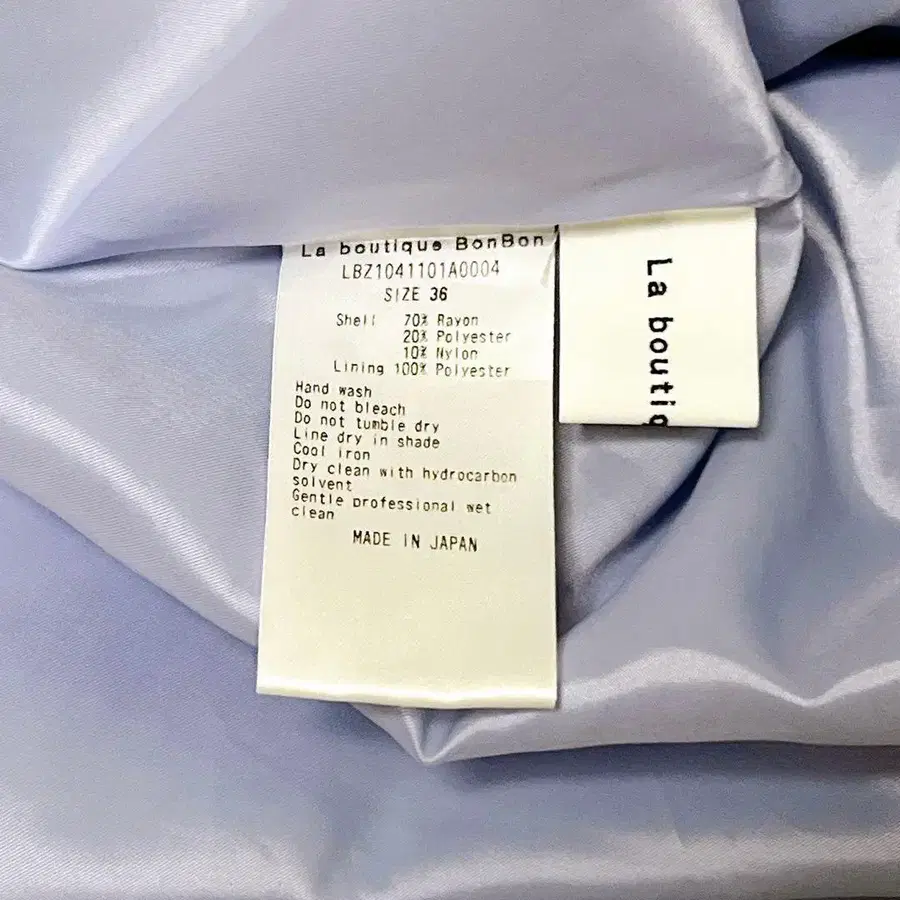 La boutique BonBon
LBZ1041101A0004
SIZE 36
Shell 70% Rayon
20% Polyester
10% Nylon
Lining 100% Polyester
Hand wash
Do not bleach
Do not tumble dry
Line dry in shade
Cool iron
Dry clean with hydrocarbon
solvent
Gentle professional wet
clean
MADE IN JAPAN
La boutiq